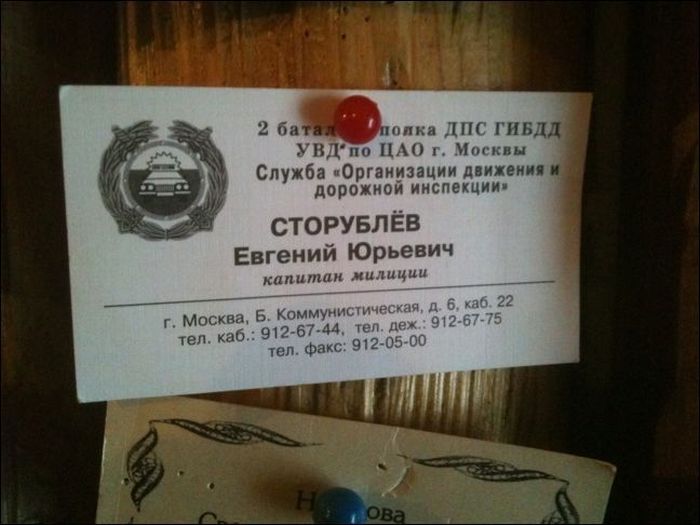 2 ДПС ГИБДД
УВД по ЦАО г. Москвы
Служба «Организации движения и
дорожной инспекции»
СТОРУБЛЁВ
Евгений Юрьевич
капитан милиции
г. Москва, Б. Коммунистическая, д. 6, каб. 22
тел. каб.: 912-67-44, тел. деж.: 912-67-75
тел. факс: 912-05-00